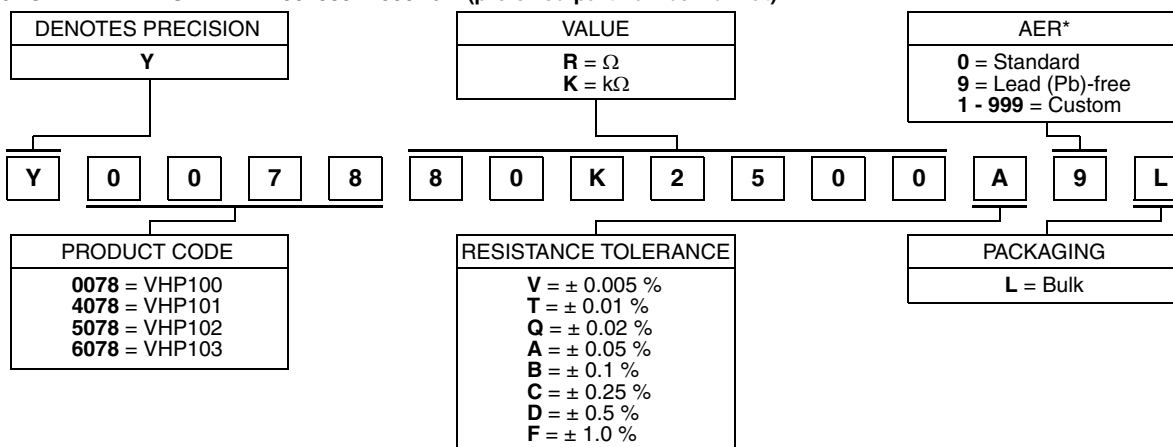 DENOTES PRECISION
Y
VALUE
R = Ω
K = kΩ
AER*
0 = Standard
9 = Lead (Pb)-free
1 - 999 = Custom
Y 0 0 7 8 8 0 K 2 5 0 0 A 9 L
PRODUCT CODE
0078 = VHP100
4078 = VHP101
5078 = VHP102
6078 = VHP103
RESISTANCE TOLERANCE
V = ± 0.005 %
T = ± 0.01 %
Q = ± 0.02 %
A = ± 0.05 %
B = ± 0.1 %
C = ± 0.25 %
D = ± 0.5 %
F = ± 1.0 %
PACKAGING
L = Bulk